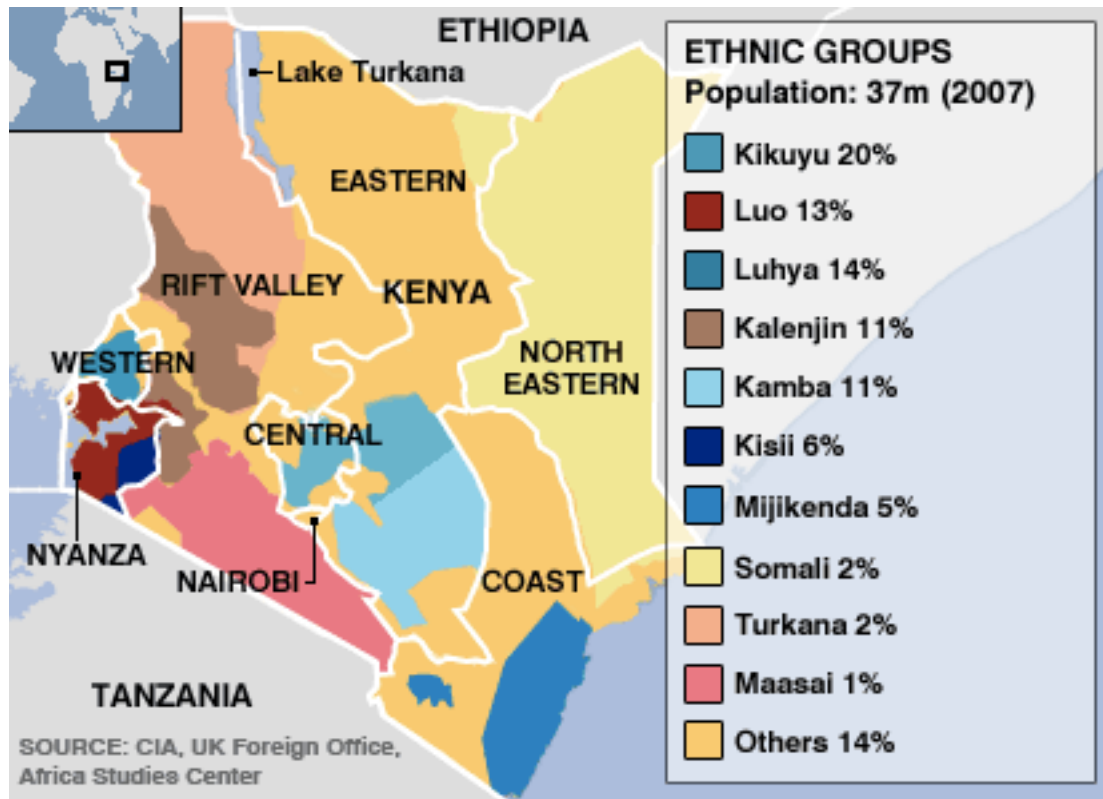 ETHIOPIA
Lake Turkana
EASTERN
RIFT VALLEY
KENYA
WESTERN
NORTH
EASTERN
CENTRAL
NYANZA
NAIROBI
COAST
TANZANIA
SOURCE: CIA, UK Foreign Office,
Africa Studies Center
ETHNIC GROUPS
Population: 37m (2007)
Kikuyu 20%
Luo 13%
Luhya 14%
Kalenjin 11%
Kamba 11%
Kisii 6%
Mijikenda 5%
Somali 2%
Turkana 2%
Maasai 1%
Others 14%